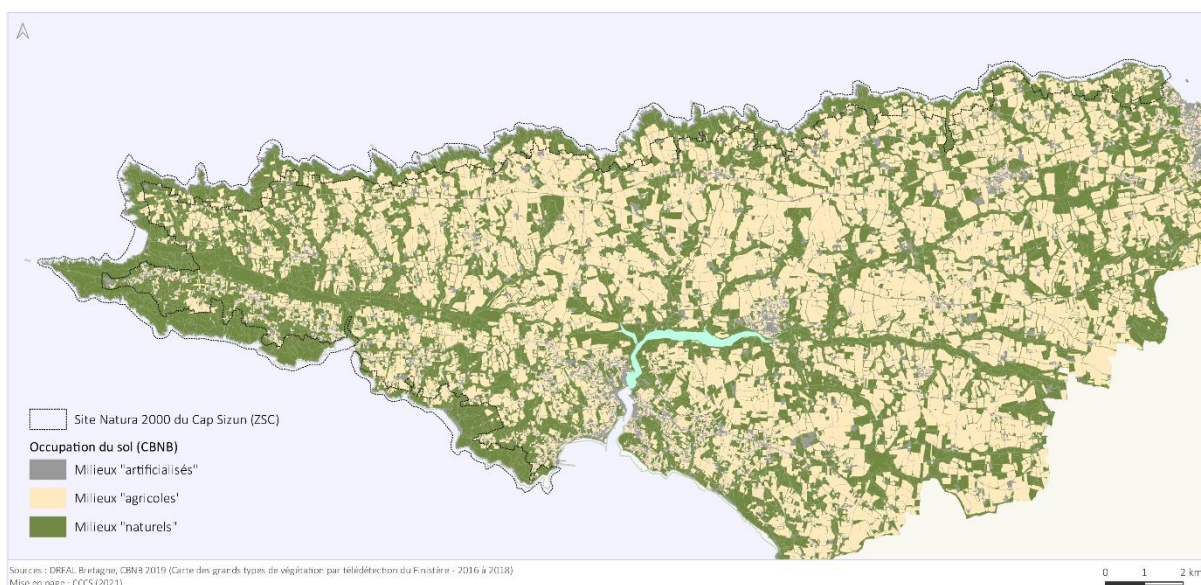 Site Natura 2000 du Cap Sizun (ZSC)
Occupation du sol (CBNB)
Milieux "artificialisés"
Milieux "agricoles'
Milieux "naturels"
Sources : DREAL Bretagne, CBNB 2019 (Carte des grands types de végétation par télédétection du Finistère - 2016 à 2018)
Mise en page : CCCS (2021)
0 1 2 km